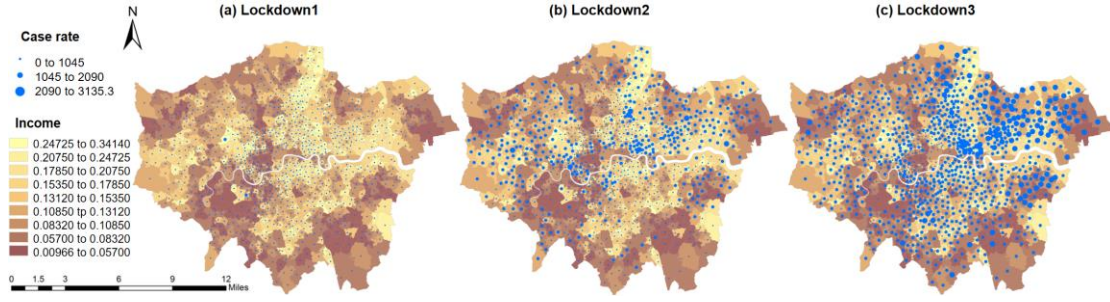 (a) Lockdown1
(b) Lockdown2
(c) Lockdown3
N
Case rate
0 to 1045
1045 to 2090
2090 to 3135.3
Income
0.24725 to 0.34140
0.20750 to 0.24725
0.17850 to 0.20750
0.15350 to 0.17850
0.13120 to 0.15350
0.10850 tp 0.13120
0.08320 to 0.10850
0.05700 to 0.08320
0.00966 to 0.05700
0 1.5 3 6 9 12
Miles